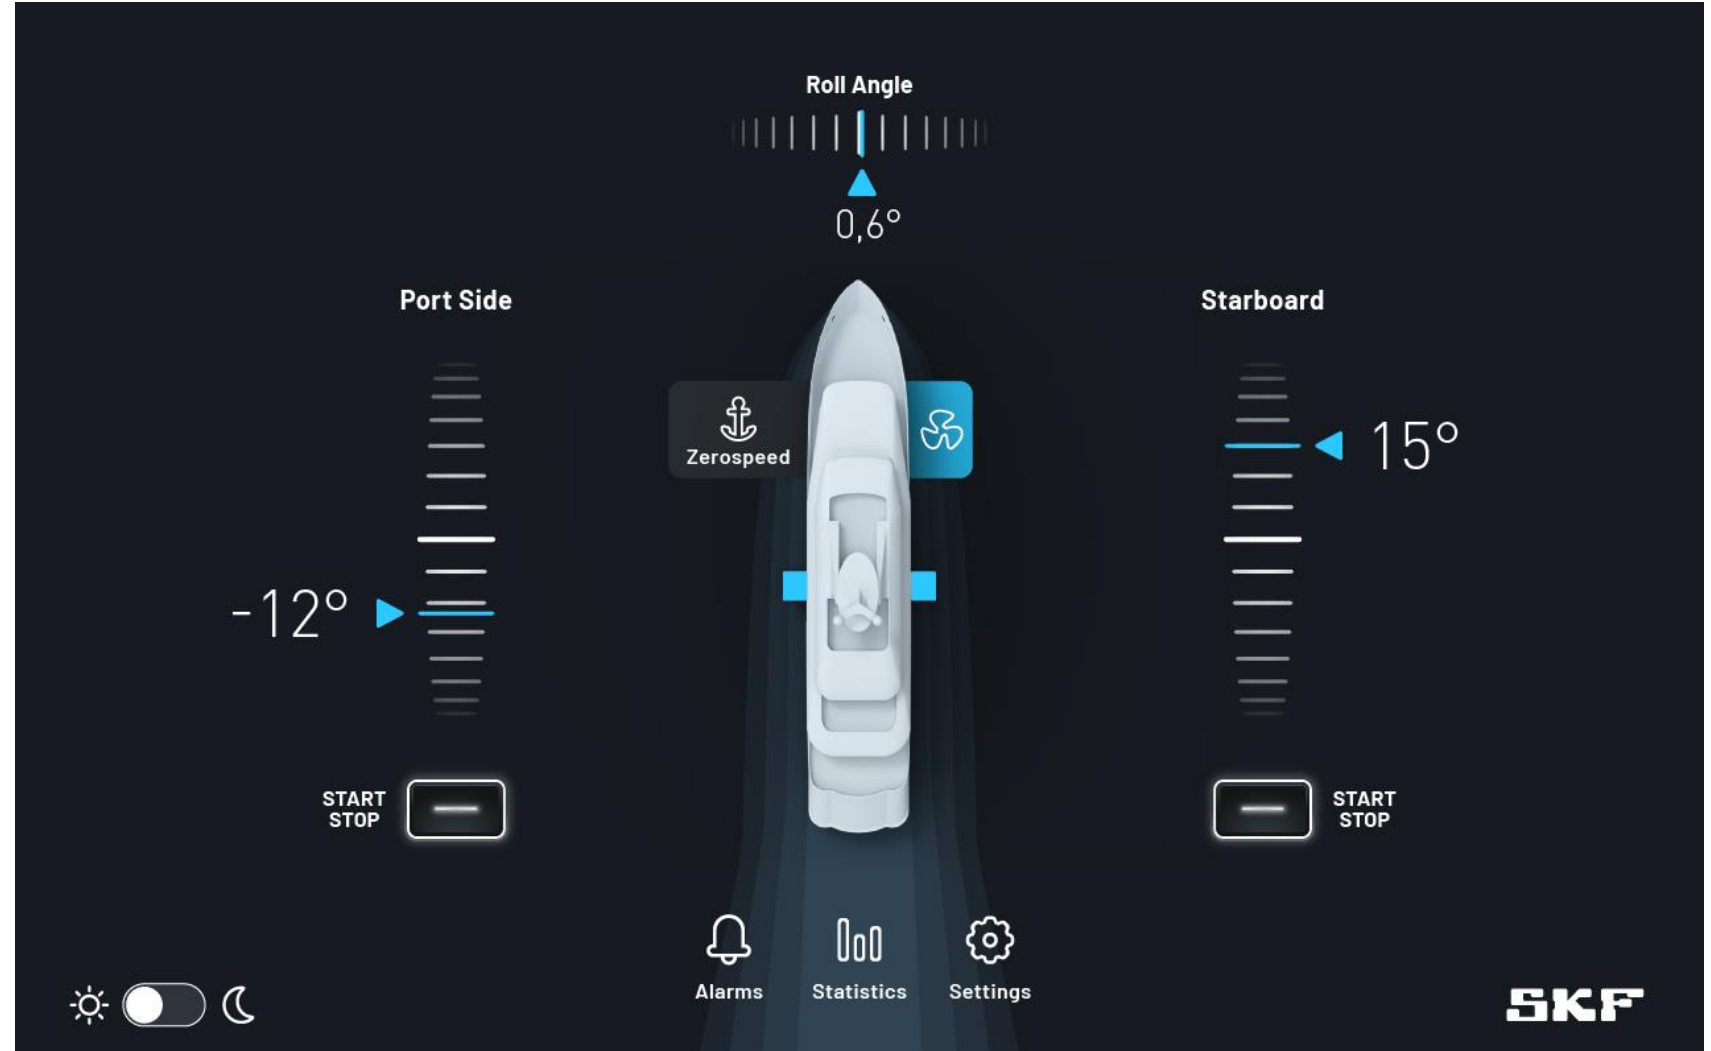 Roll Angle
0,6°
Port Side
Starboard
Zerospeed
15°
-12°
START
STOP
START
STOP
Alarms
Statistics
Settings
SKF